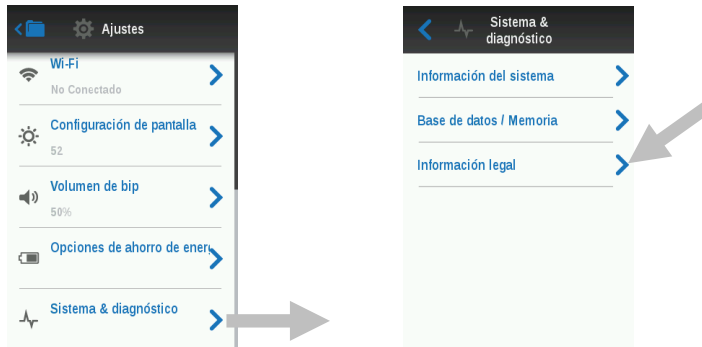 Ajustes
Wi-Fi
No Conectado
Configuración de pantalla
52
Volumen de bip
50%
Opciones de ahorro de ener
Sistema & diagnóstico
Sistema &
diagnóstico
Información del sistema
Base de datos / Memoria
Información legal